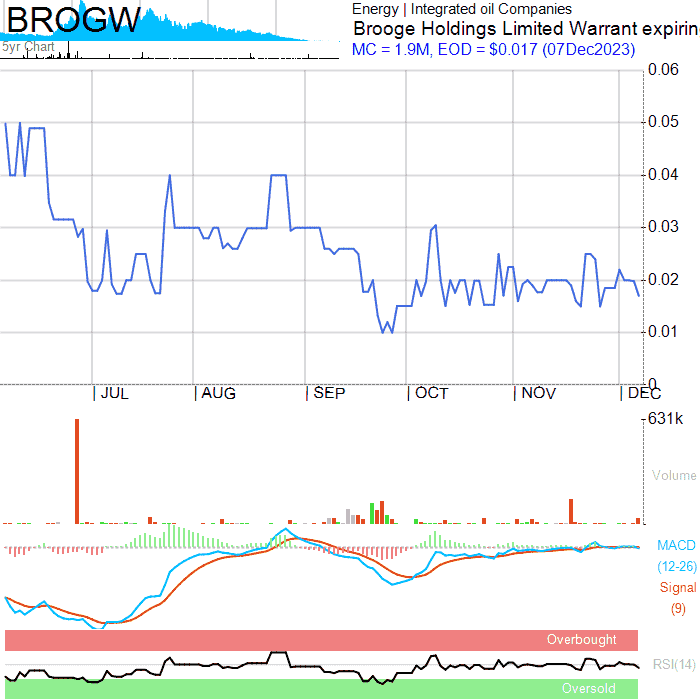 BROGW
Energy | Integrated oil Companies
Brooge Holdings Limited Warrant expirin
5yr Chart
MC = 1.9M, EOD = $0.017 (07Dec2023)
0.06
0.05
0.04
0.03
0.02
0.01
0
| JUL | AUG | SEP | OCT | NOV | DEC
631k
Volume
MACD
(12-26)
Signal
(9)
Overbought
RSI(14)
Oversold